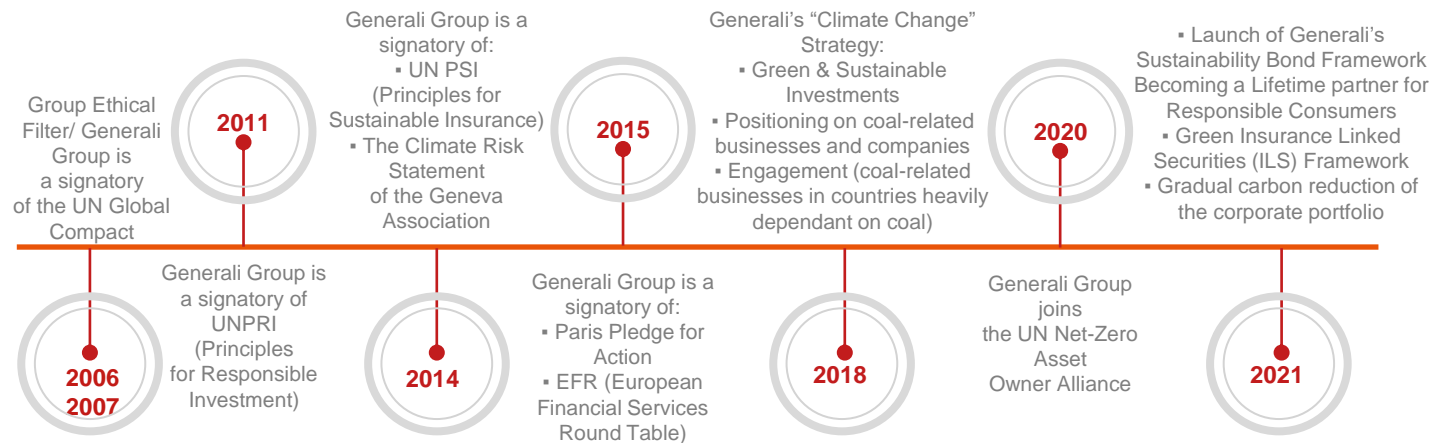 Group Ethical
Filter/ Generali
Group is
a signatory
of the UN Global
Compact
2006
2007
2011
Generali Group is
a signatory of
UNPRI
(Principles
for Responsible
Investment)
Generali Group is a
signatory of:
▪ UN PSI
(Principles for
Sustainable Insurance)
▪ The Climate Risk
Statement
of the Geneva
Association
2014
2015
Generali Group is a
signatory of:
▪ Paris Pledge for
Action
▪ EFR (European
Financial Services
Round Table)
Generali’s “Climate Change”
Strategy:
▪ Green & Sustainable
Investments
▪ Positioning on coal-related
businesses and companies
▪ Engagement (coal-related
businesses in countries heavily
dependant on coal)
2018
2020
Generali Group
joins
the UN Net-Zero
Asset
Owner Alliance
▪ Launch of Generali’s
Sustainability Bond Framework
Becoming a Lifetime partner for
Responsible Consumers
▪ Green Insurance Linked
Securities (ILS) Framework
▪ Gradual carbon reduction of
the corporate portfolio
2021